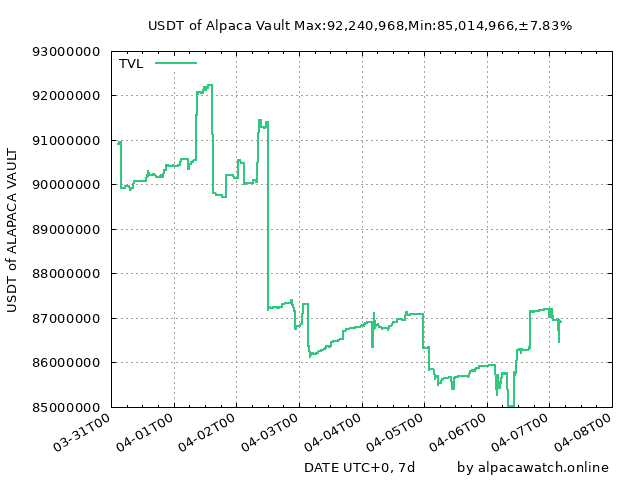 USDT of Alpaca Vault Max:92,240,968,Min:85,014,966,±7.83%
TVL
93000000
92000000
91000000
90000000
89000000
88000000
87000000
86000000
85000000
USDT of ALAPACA VAULT
03-31T00
04-01T00
04-02T00
04-03T00
04-04T00
04-05T00
04-06T00
04-07T00
04-08T00
DATE UTC+0, 7d
by alpacawatch.online